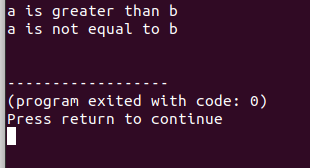 a is greater than b
a is not equal to b
------------------
(program exited with code: 0)
Press return to continue